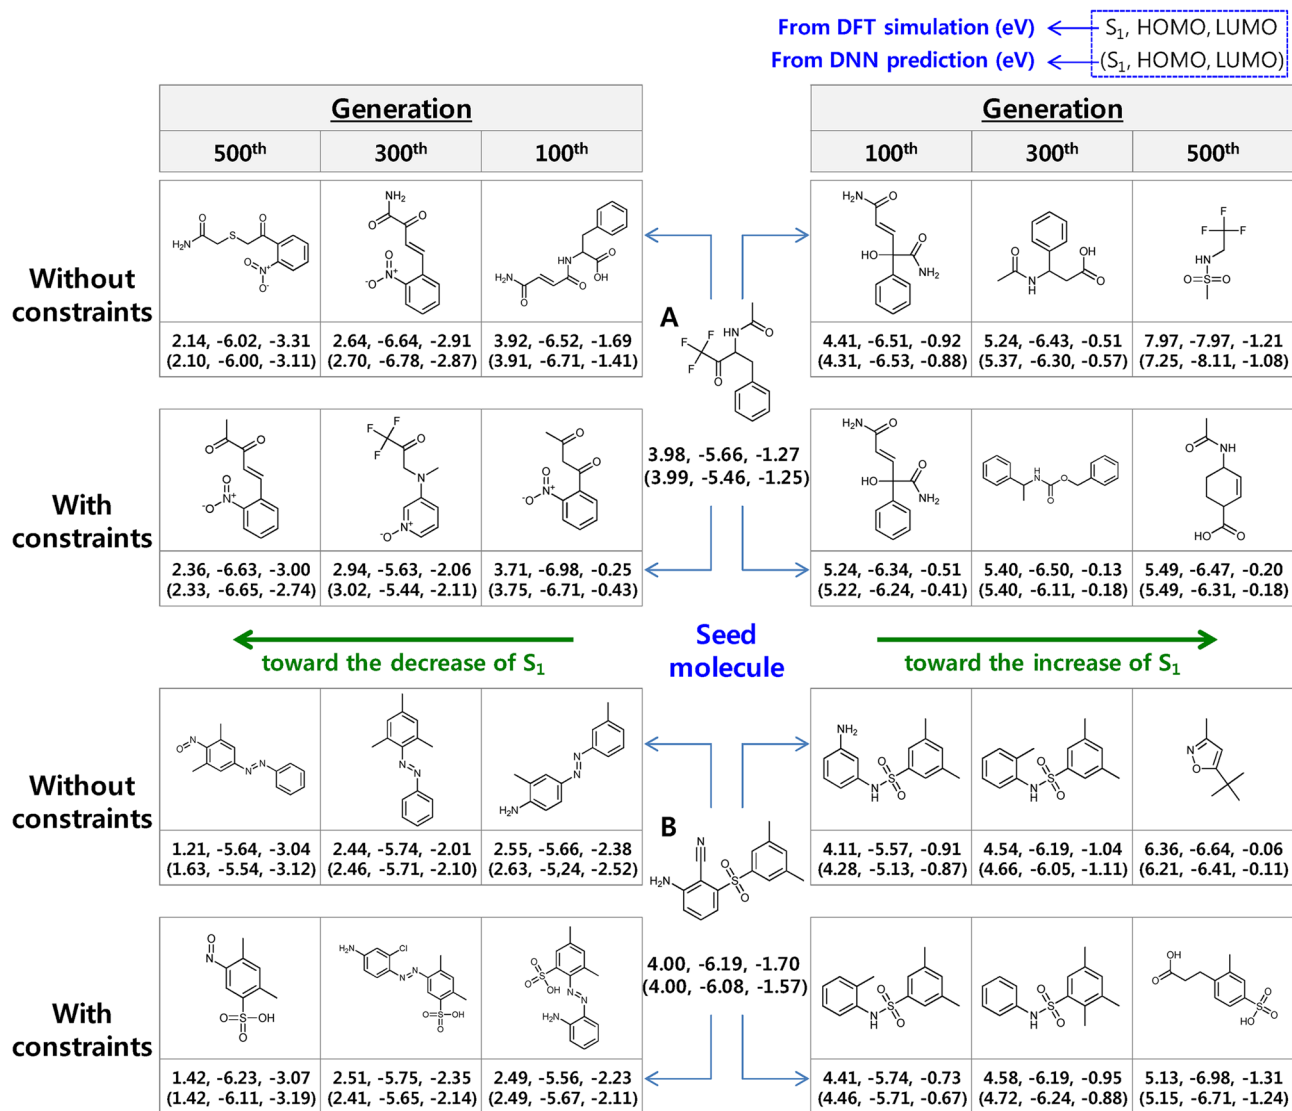 From DFT simulation (eV) S1, HOMO, LUMO
From DNN prediction (eV) (S1, HOMO, LUMO)
Generation Generation
500th 300th 100th 100th 300th 500th
Without
constraints
2.14, -6.02, -3.31 2.64, -6.64, -2.91 3.92, -6.52, -1.69
(2.10, -6.00, -3.11) (2.70, -6.78, -2.87) (3.91, -6.71, -1.41)
A
4.41, -6.51, -0.92 5.24, -6.43, -0.51 7.97, -7.97, -1.21
(4.31, -6.53, -0.88) (5.37, -6.30, -0.57) (7.25, -8.11, -1.08)
3.98, -5.66, -1.27
(3.99, -5.46, -1.25)
With
constraints
2.36, -6.63, -3.00 2.94, -5.63, -2.06 3.71, -6.98, -0.25
(2.33, -6.65, -2.74) (3.02, -5.44, -2.11) (3.75, -6.71, -0.43)
5.24, -6.34, -0.51 5.40, -6.50, -0.13 5.49, -6.47, -0.20
(5.22, -6.24, -0.41) (5.40, -6.11, -0.18) (5.49, -6.31, -0.18)
toward the decrease of S1
Seed
molecule
toward the increase of S1
Without
constraints
1.21, -5.64, -3.04 2.44, -5.74, -2.01 2.55, -5.66, -2.38
(1.63, -5.54, -3.12) (2.46, -5.71, -2.10) (2.63, -5,24, -2.52)
B
4.11, -5.57, -0.91 4.54, -6.19, -1.04 6.36, -6.64, -0.06
(4.28, -5.13, -0.87) (4.66, -6.05, -1.11) (6.21, -6.41, -0.11)
4.00, -6.19, -1.70
(4.00, -6.08, -1.57)
With
constraints
1.42, -6.23, -3.07 2.51, -5.75, -2.35 2.49, -5.56, -2.23
(1.42, -6.11, -3.19) (2.41, -5.65, -2.14) (2.49, -5.67, -2.11)
4.41, -5.74, -0.73 4.58, -6.19, -0.95 5.13, -6.98, -1.31
(4.46, -5.71, -0.67) (4.72, -6.24, -0.88) (5.15, -6.71, -1.24)